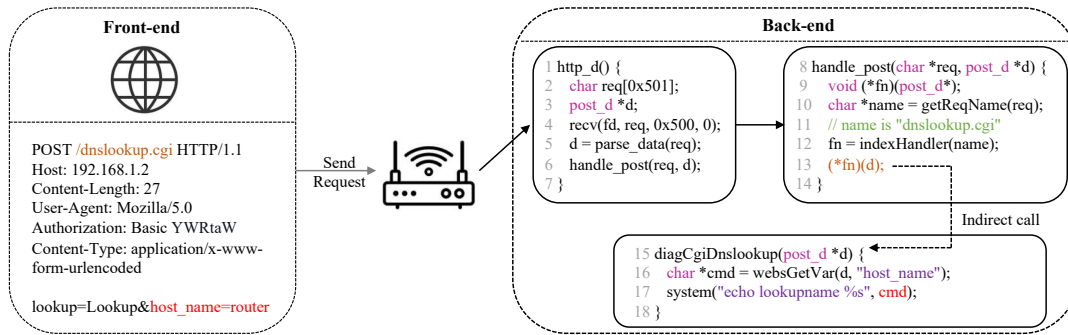 Front-end
POST /dnslookup.cgi HTTP/1.1
Host: 192.168.1.2
Content-Length: 27
User-Agent: Mozilla/5.0
Authorization: Basic YWRtaW
Content-Type: application/x-www-
form-urlencoded
lookup=Lookup&host_name=router
Send
Request
Back-end
1 http_d() {
2 char req[0x501];
3 post_d *d;
4 recv(fd, req, 0x500, 0);
5 d = parse_data(req);
6 handle_post(req, d);
7 }
8 handle_post(char *req, post_d *d) {
9 void (*fn)(post_d*);
10 char *name = getReqName(req);
11 // name is "dnslookup.cgi"
12 fn = indexHandler(name);
13 (*fn)(d);
14 }
Indirect call
15 diagCgiDnslookup(post_d *d) {
16 char *cmd = websGetVar(d, "host_name");
17 system("echo lookupname %s", cmd);
18 }